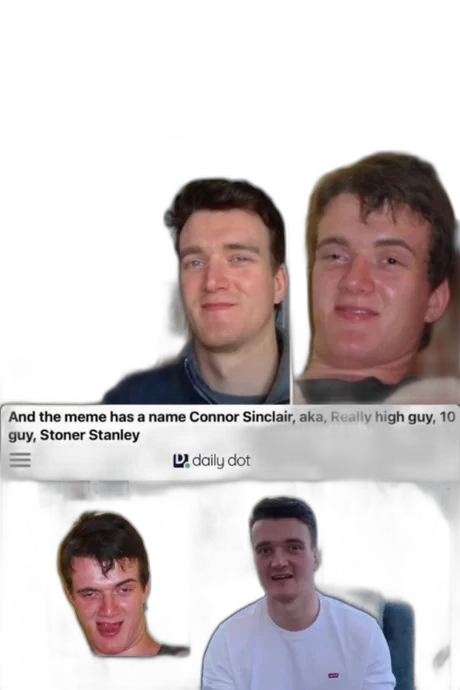 And the meme has a name Connor Sinclair, aka, Really high guy, 10
guy, Stoner Stanley
daily dot